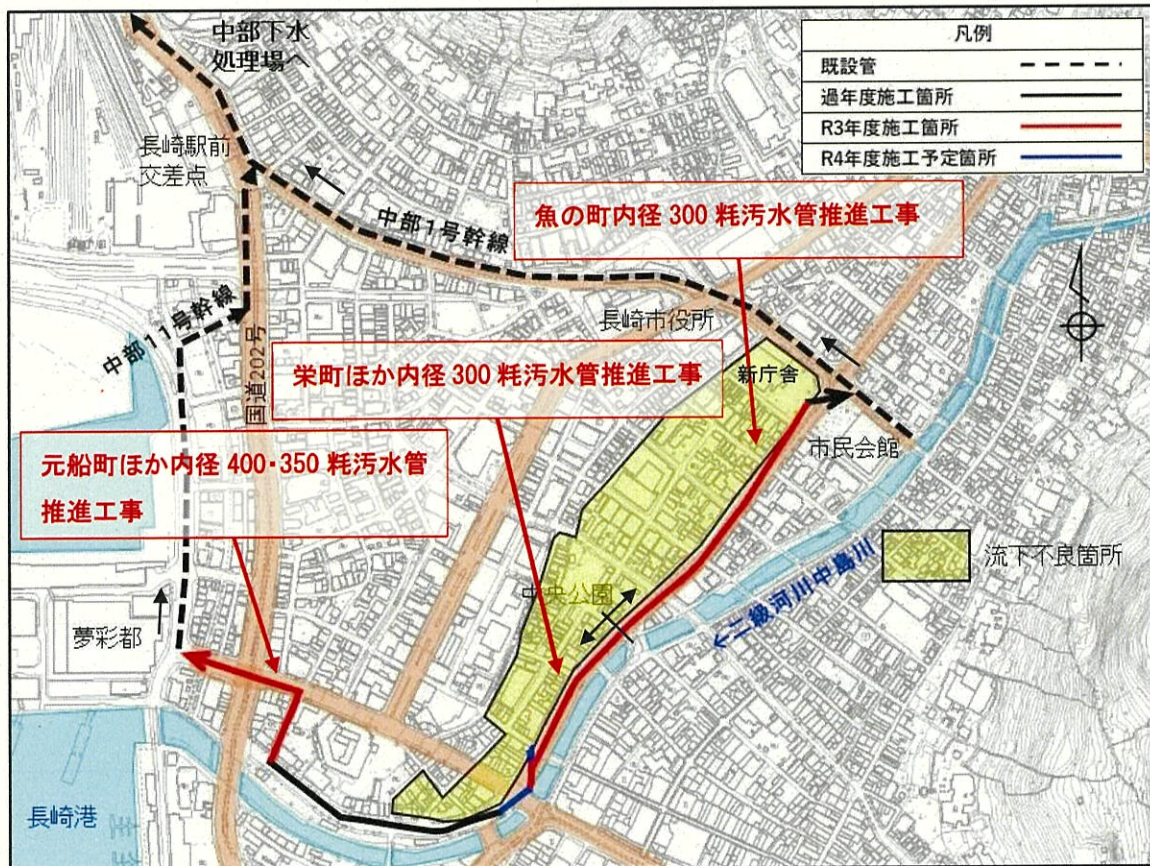 中部下水
処理場へ
凡例
既設管
過年度施工箇所
R3年度施工箇所
R4年度施工予定箇所
長崎駅前
交差点
中部1号幹線
魚の町内径 300 粍汚水管推進工事
中部11号幹線
国道202号
長崎市役所
栄町ほか内径 300 粍汚水管推進工事
新庁舎
市民会館
元船町ほか内径 400・350 粍汚水管
推進工事
流下不良箇所
中央公園
←二級河川中島川
夢彩都
長崎港